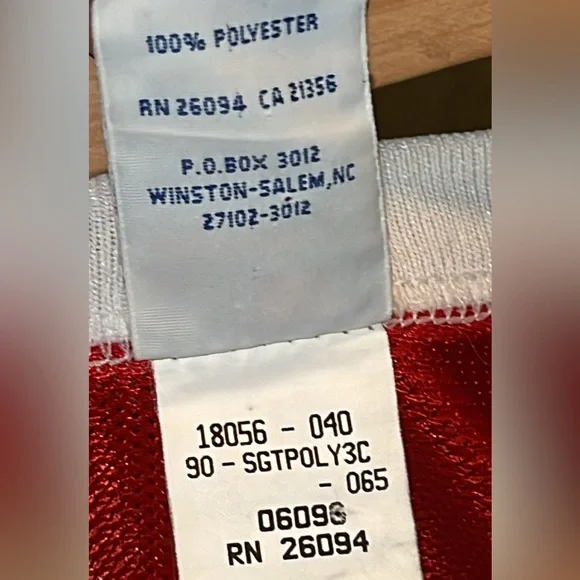 100% POLYESTER
RN 26094 CA 21356
P.O.BOX 3012
WINSTON-SALEM,NC
27102-3012
18056 - 040
90 - SGTPOLY3C
- 065
06096
RN 26094